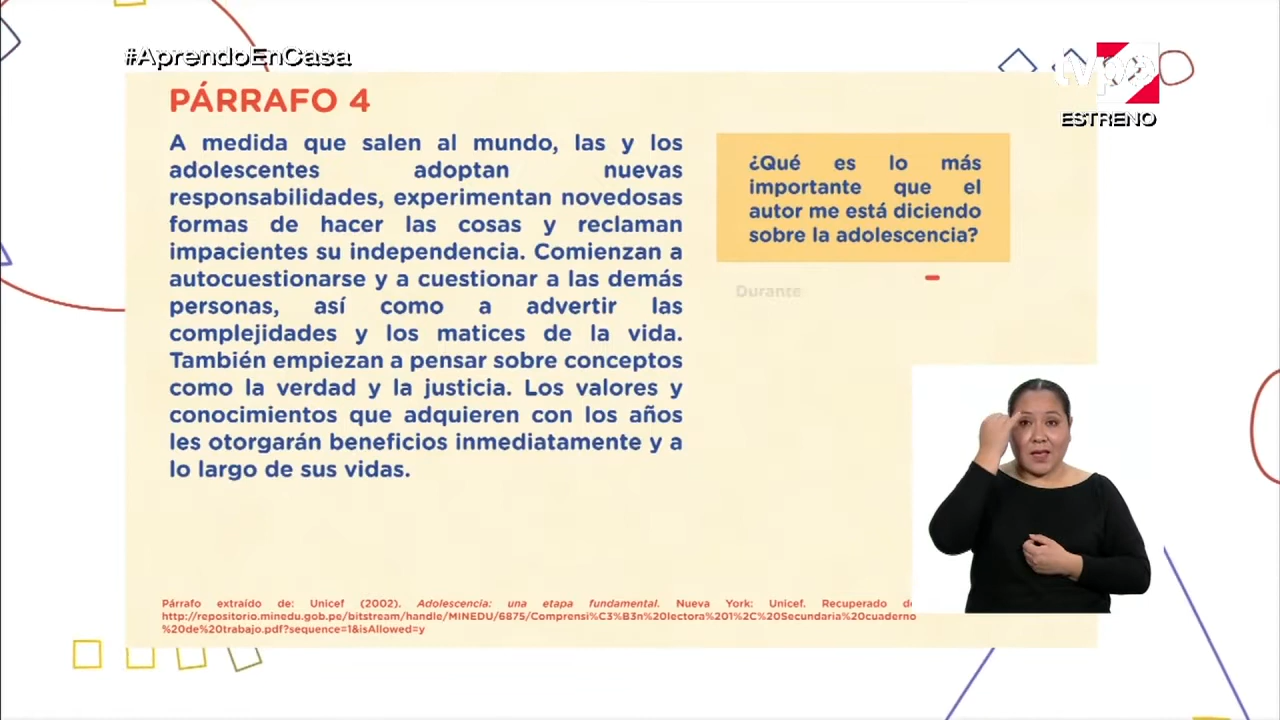 #AprendoEnCasa
tvpe
ESTRENO
PÁRRAFO 4
A medida que salen al mundo, las y los
adolescentes adoptan nuevas
responsabilidades, experimentan novedosas
formas de hacer las cosas y reclaman
impacientes su independencia. Comienzan a
autocuestionarse y a cuestionar a las demás
personas, así como a advertir las
complejidades y los matices de la vida.
También empiezan a pensar sobre conceptos
como la verdad y la justicia. Los valores y
conocimientos que adquieren con los años
les otorgarán beneficios inmediatamente y a
lo largo de sus vidas.
¿Qué es lo más
importante que el
autor me está diciendo
sobre la adolescencia?
Durante
Párrafo extraído de: Unicef (2002). Adolescencia: una etapa fundamental. Nueva York: Unicef. Recuperado de
http://repositorio.minedu.gob.pe/bitstream/handle/MINEDU/6875/Comprensi%C3%B3n%20lectora%201%2C%20Secundaria%20cuaderno
%20de%20trabajo.pdf?sequence=1&isAllowed=y